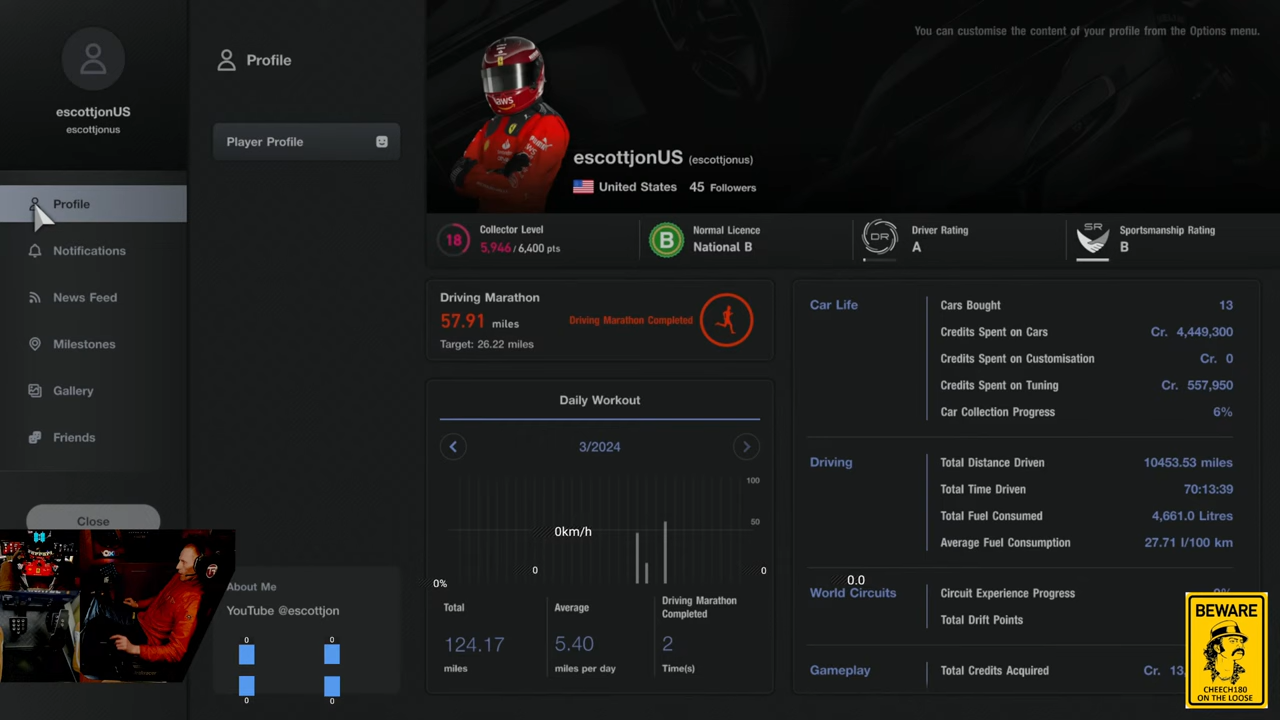 You can customise the content of your profile from the Options menu.
escottjonUS
escottjonus
Profile
Notifications
News Feed
Milestones
Gallery
Friends
Close
Profile
Player Profile
About Me
YouTube @escottjon
0 0
0 0
escottjonUS (escottjonus)
United States 45 Followers
18 Collector Level
5,946 / 6,400 pts
B Normal Licence
National B
DR Driver Rating
A
SR Sportsmanship Rating
B
Driving Marathon
57.91 miles
Driving Marathon Completed
Target: 26.22 miles
Daily Workout
3/2024
100
50
0km/h
0
0
0%
Total
124.17
miles
Average
5.40
miles per day
Driving Marathon
Completed
2
Time(s)
Car Life
Cars Bought 13
Credits Spent on Cars Cr. 4,449,300
Credits Spent on Customisation Cr. 0
Credits Spent on Tuning Cr. 557,950
Car Collection Progress 6%
Driving
Total Distance Driven 10453.53 miles
Total Time Driven 70:13:39
Total Fuel Consumed 4,661.0 Litres
Average Fuel Consumption 27.71 l/100 km
0.0
World Circuits
Circuit Experience Progress
Total Drift Points
Gameplay
Total Credits Acquired Cr. 13,
BEWARE
CHEECH180
ON THE LOOSE